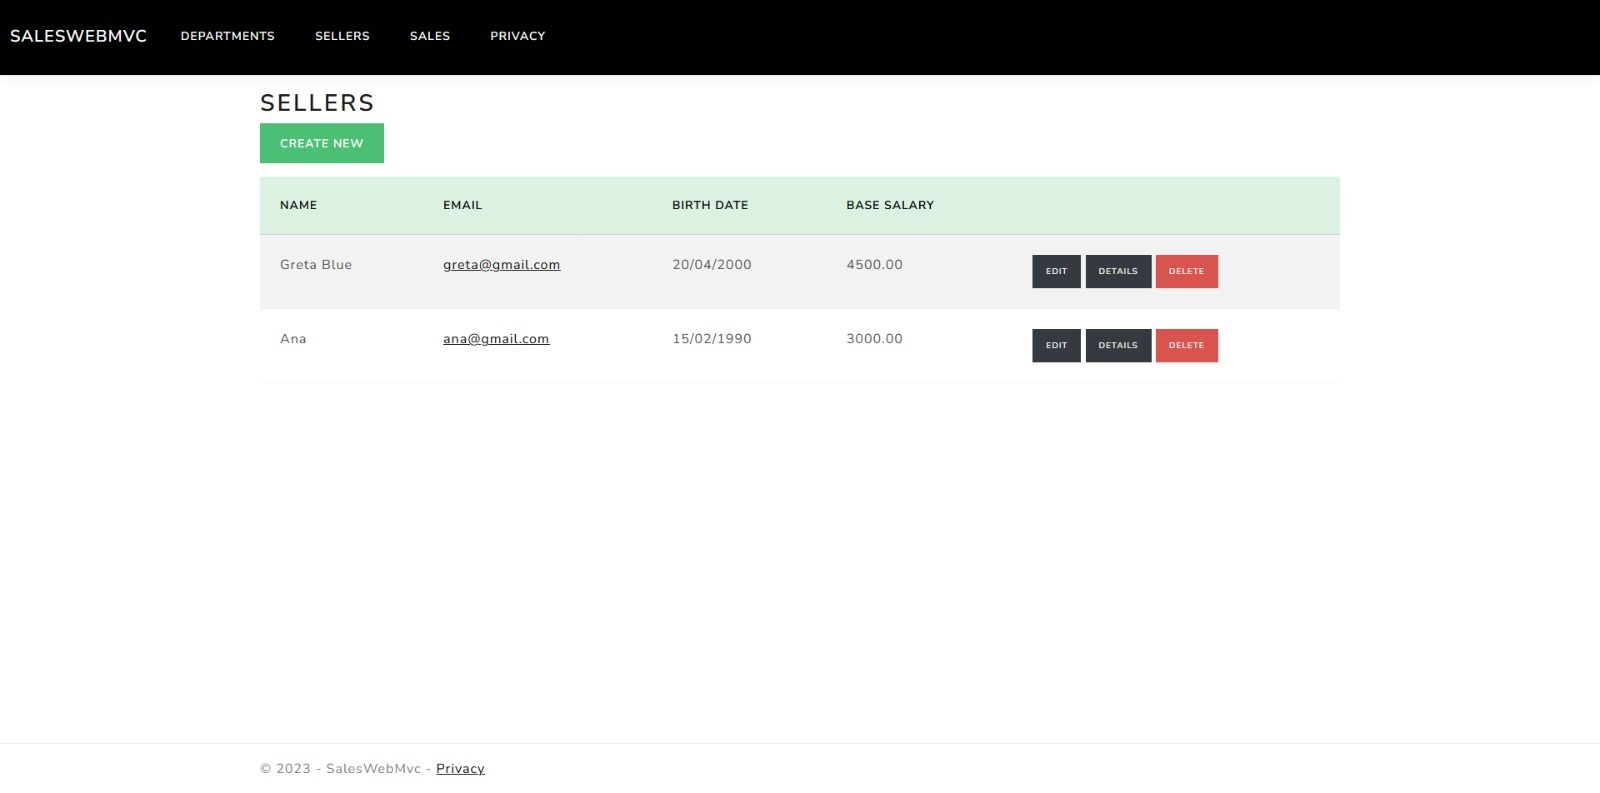 SALESWEBMVC DEPARTMENTS SELLERS SALES PRIVACY
SELLERS
CREATE NEW
NAME EMAIL BIRTH DATE BASE SALARY
Greta Blue greta@gmail.com 20/04/2000 4500.00 EDIT DETAILS DELETE
Ana ana@gmail.com 15/02/1990 3000.00 EDIT DETAILS DELETE
© 2023 - SalesWebMvc - Privacy